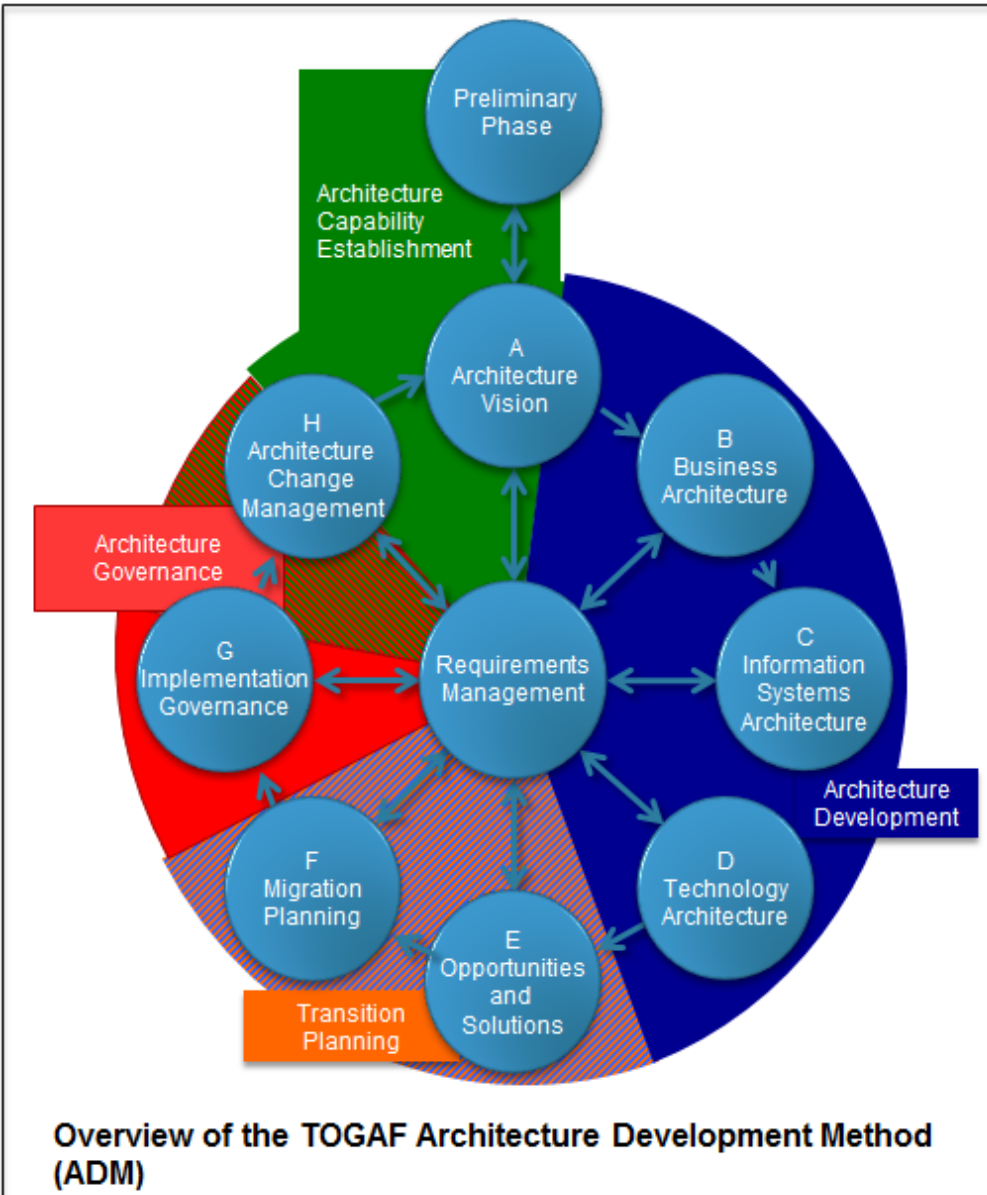 Preliminary
Phase
Architecture
Capability
Establishment
A
Architecture
Vision
H
Architecture
Change
Management
B
Business
Architecture
Architecture
Governance
G
Implementation
Governance
Requirements
Management
C
Information
Systems
Architecture
Architecture
Development
F
Migration
Planning
D
Technology
Architecture
E
Opportunities
and
Solutions
Transition
Planning
Overview of the TOGAF Architecture Development Method
(ADM)